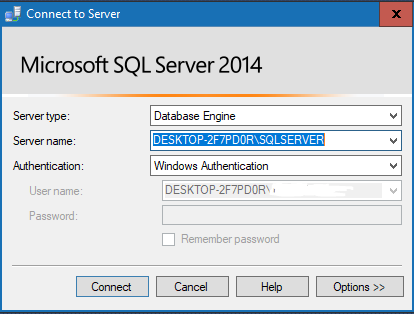 Connect to Server
Microsoft SQL Server 2014
Server type: Database Engine
Server name: DESKTOP-2F7PD0R\SQLSERVER
Authentication: Windows Authentication
User name: DESKTOP-2F7PD0R\
Password:
Remember password
Connect Cancel Help Options >>